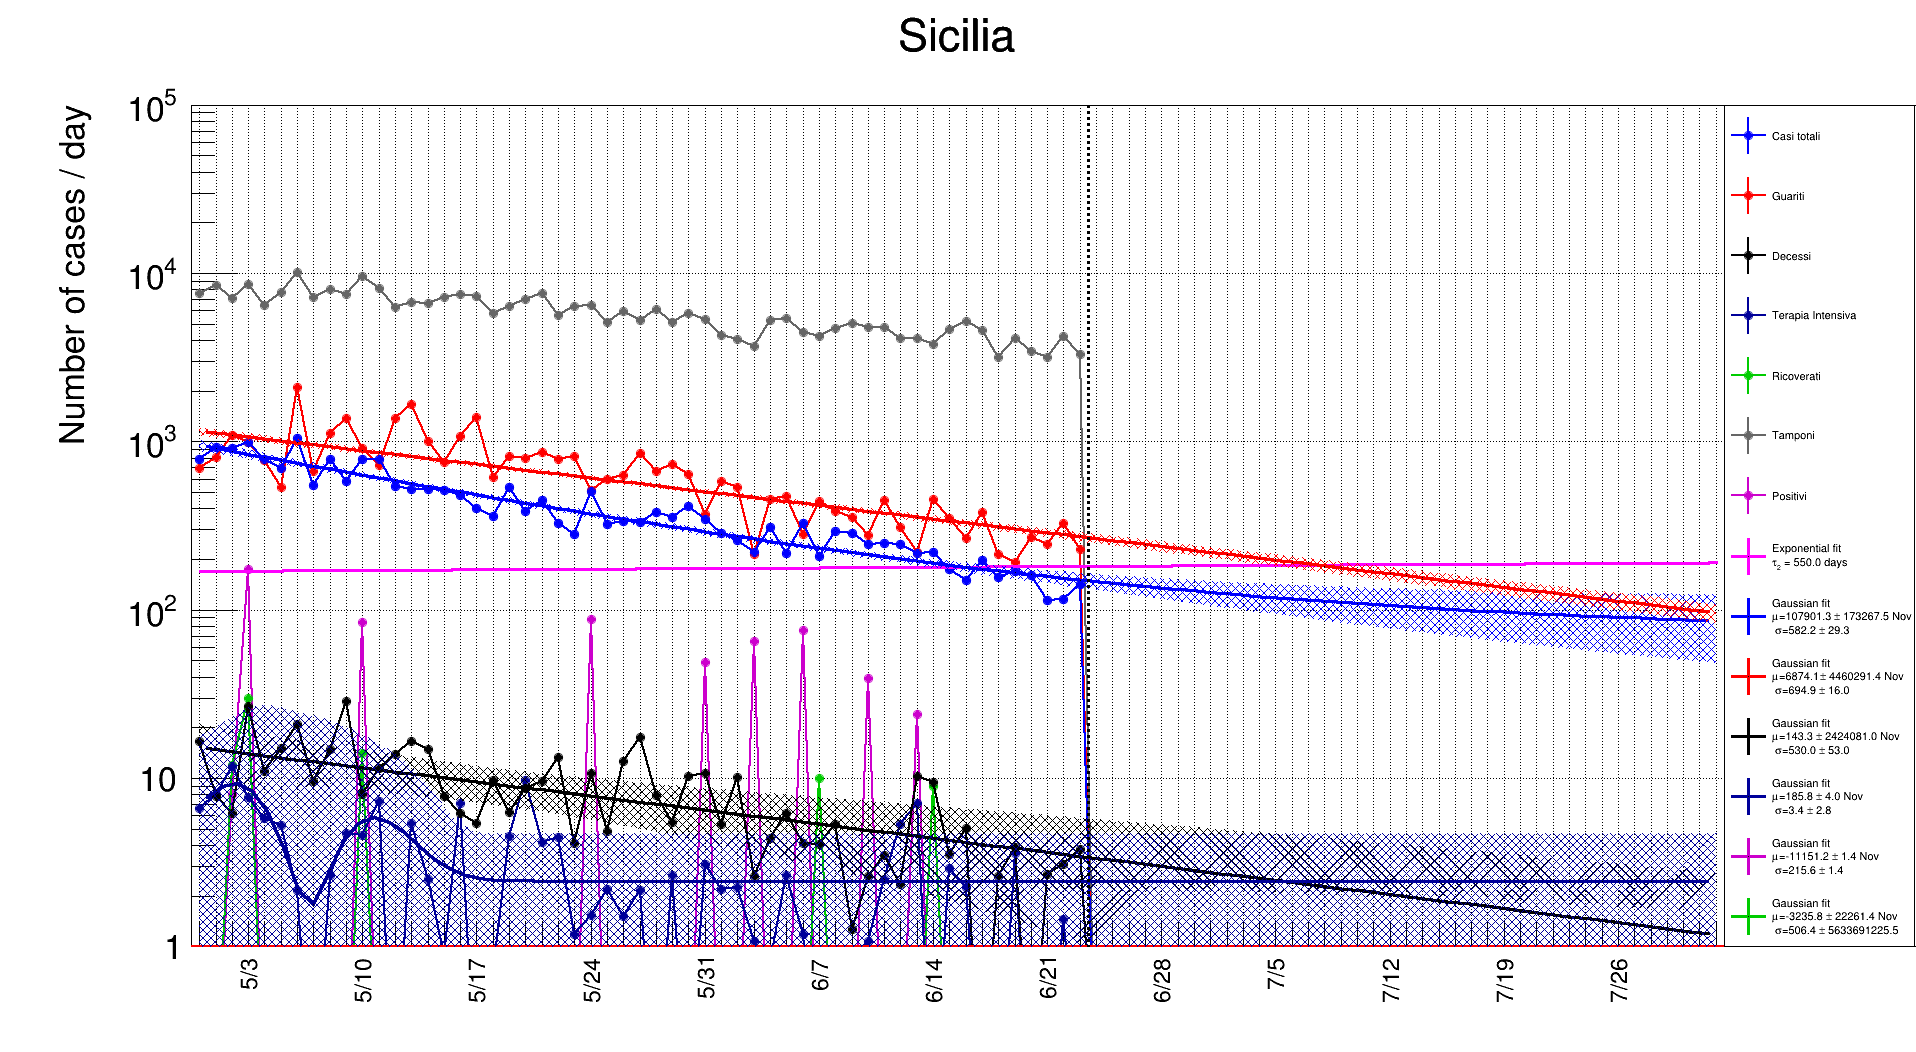 Sicilia
Number of cases / day
10^5
10^4
10^3
10^2
10
1
5/3
5/10
5/17
5/24
5/31
6/7
6/14
6/21
6/28
7/5
7/12
7/19
7/26
Casi totali
Guariti
Decessi
Terapia Intensiva
Ricoverati
Tamponi
Positivi
Exponential fit
τ₂ = 550.0 days
Gaussian fit
μ=107901.3 ± 173267.5 Nov
σ=582.2 ± 29.3
Gaussian fit
μ=6874.1 ± 4460291.4 Nov
σ=694.9 ± 16.0
Gaussian fit
μ=143.3 ± 2424081.0 Nov
σ=530.0 ± 53.0
Gaussian fit
μ=185.8 ± 4.0 Nov
σ=3.4 ± 2.8
Gaussian fit
μ=-11151.2 ± 1.4 Nov
σ=215.6 ± 1.4
Gaussian fit
μ=-3235.8 ± 22261.4 Nov
σ=506.4 ± 5633691225.5